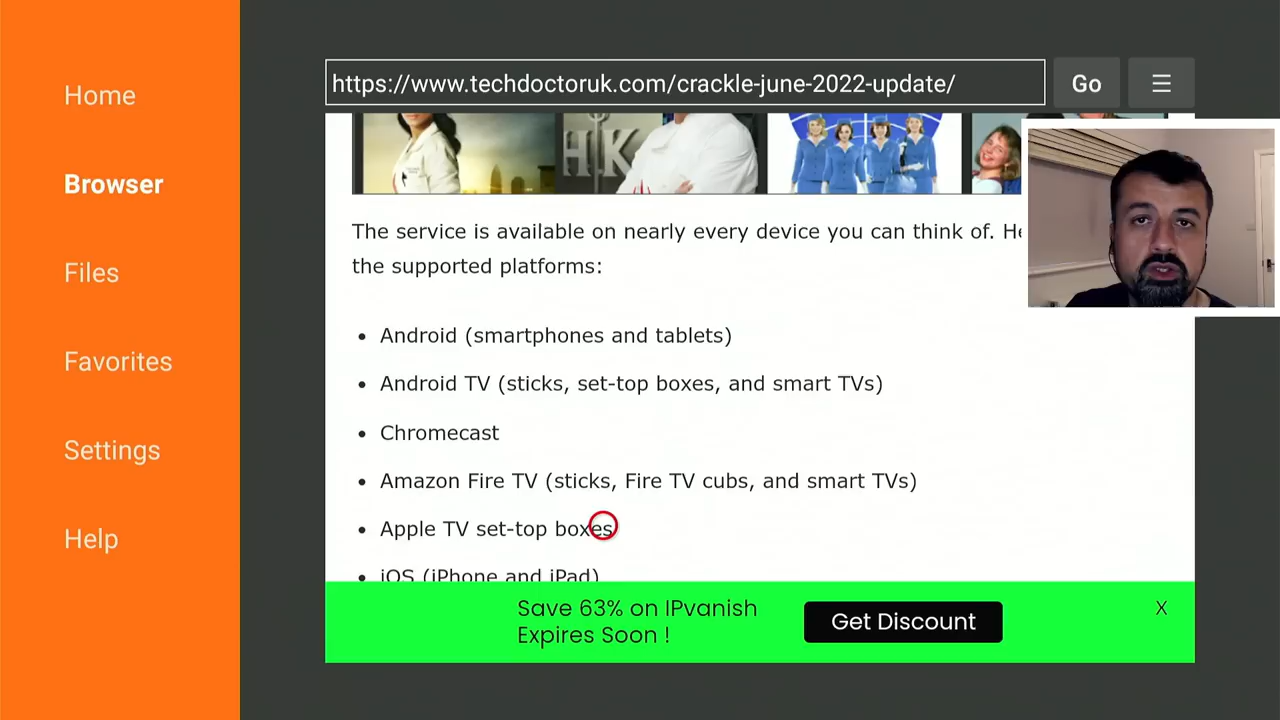 Home
Browser
Files
Favorites
Settings
Help
https://www.techdoctoruk.com/crackle-june-2022-update/
Go
HK
The service is available on nearly every device you can think of. He
the supported platforms:
• Android (smartphones and tablets)
• Android TV (sticks, set-top boxes, and smart TVs)
• Chromecast
• Amazon Fire TV (sticks, Fire TV cubes, and smart TVs)
• Apple TV set-top boxes
• iOS (iPhone and iPad)
Save 63% on IPvanish
Expires Soon !
Get Discount
X